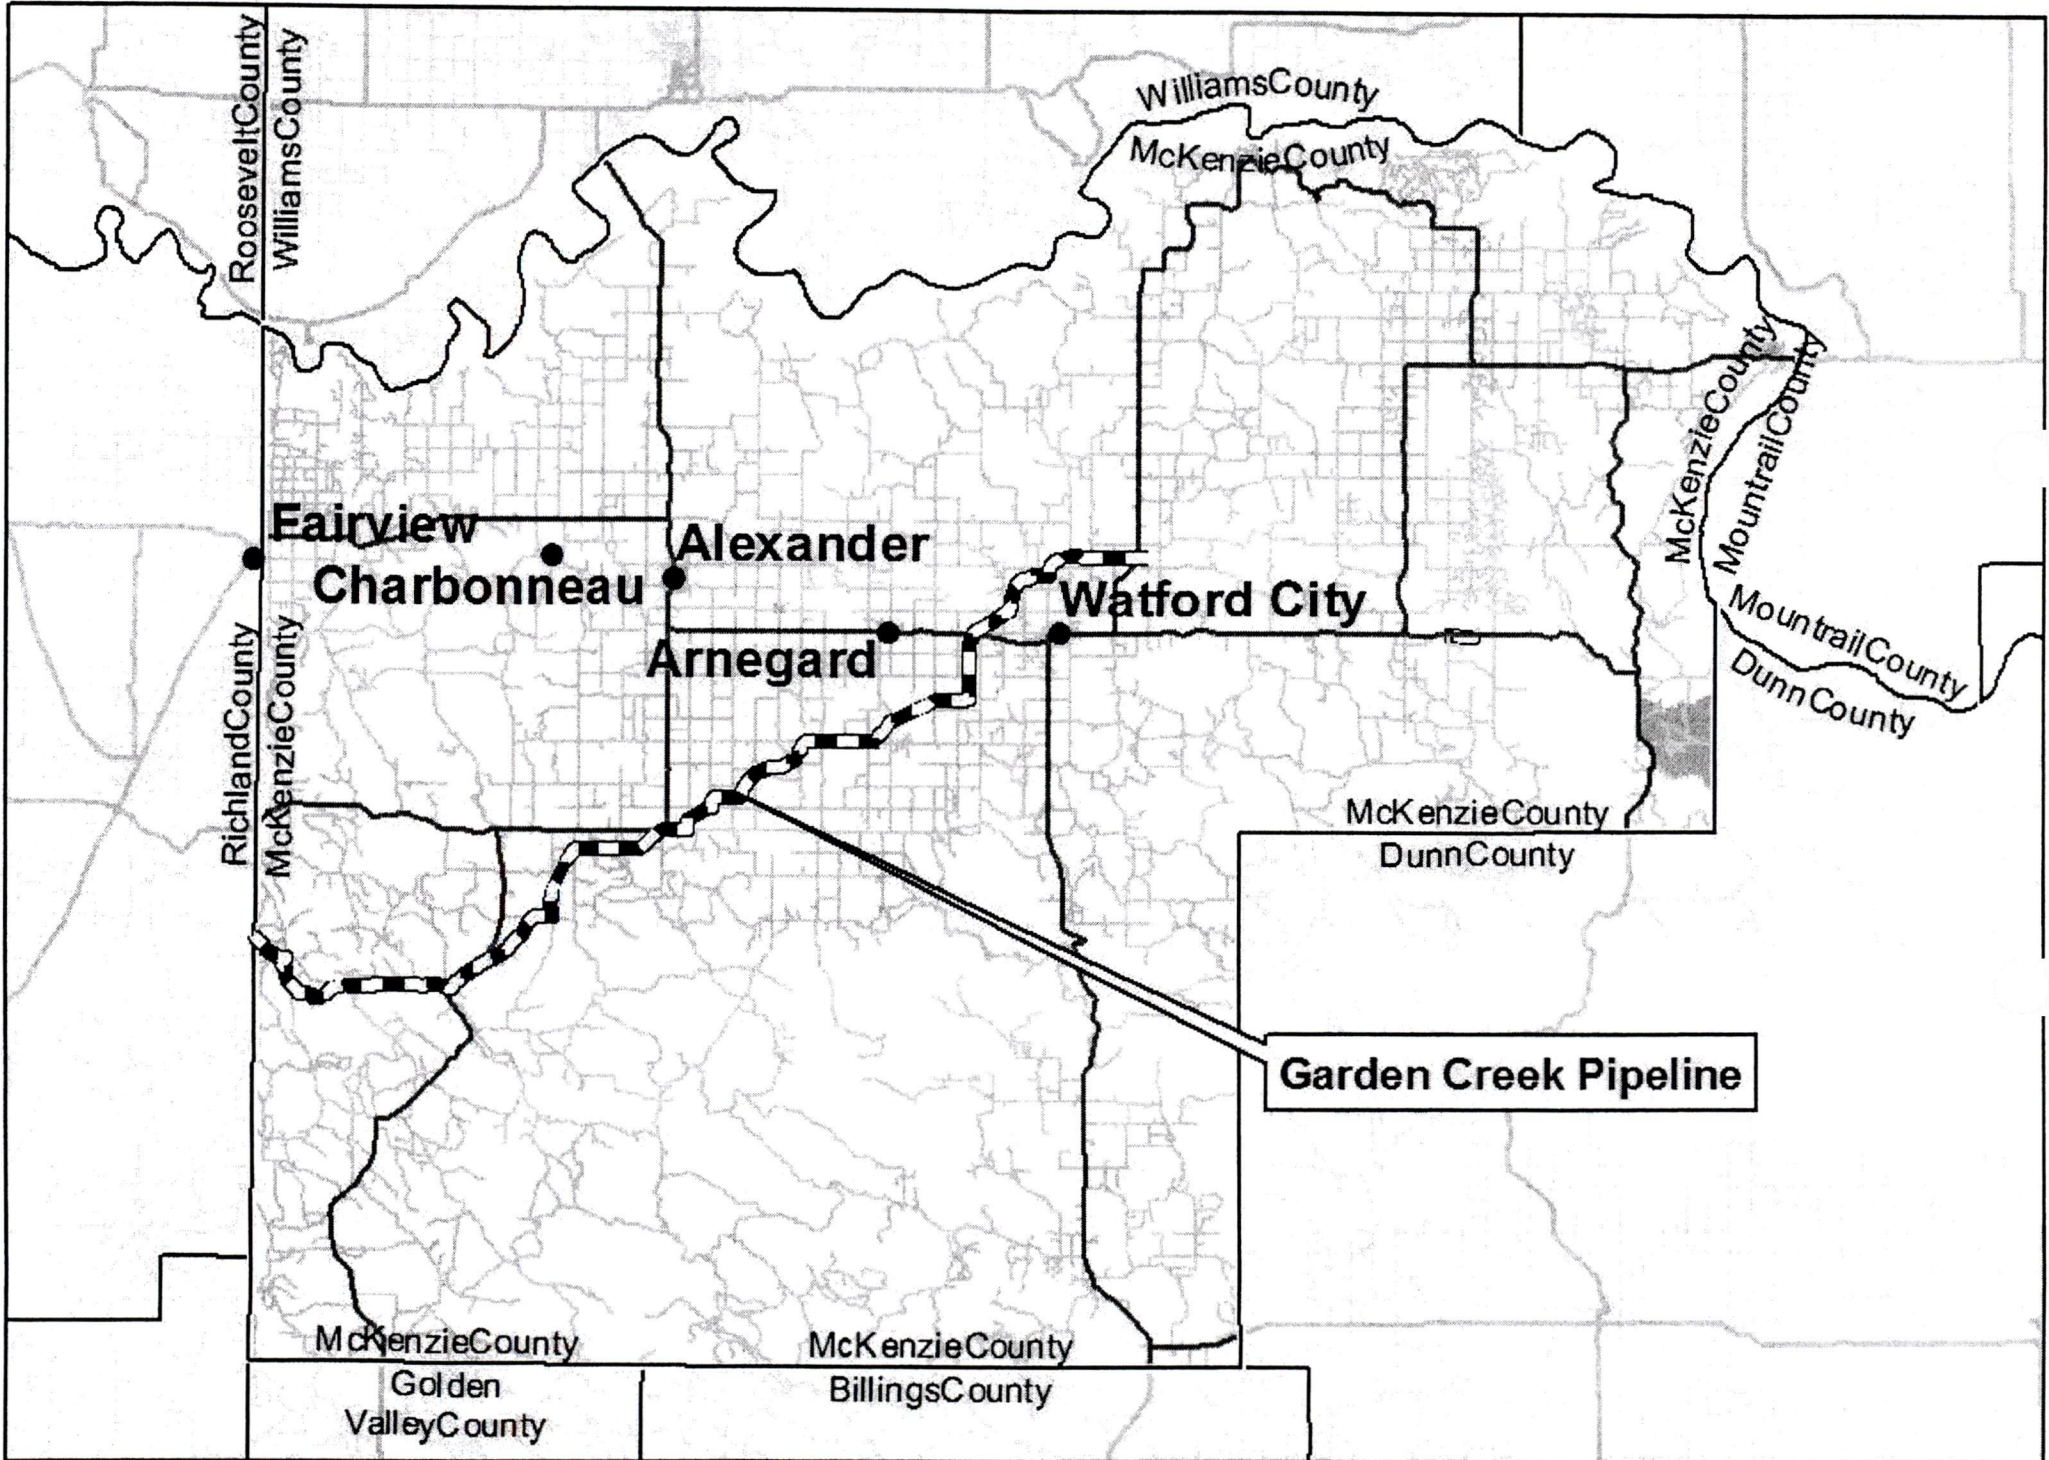 RooseveltCounty
WilliamsCounty
WilliamsCounty
McKenzieCounty
McKenzieCounty
MountrailCounty
Fairview
Charbonneau
Alexander
Arnegard
Watford City
MountrailCounty
DunnCounty
RichlandCounty
McKenzieCounty
McKenzieCounty
DunnCounty
Garden Creek Pipeline
McKenzieCounty
Golden
ValleyCounty
McKenzieCounty
BillingsCounty